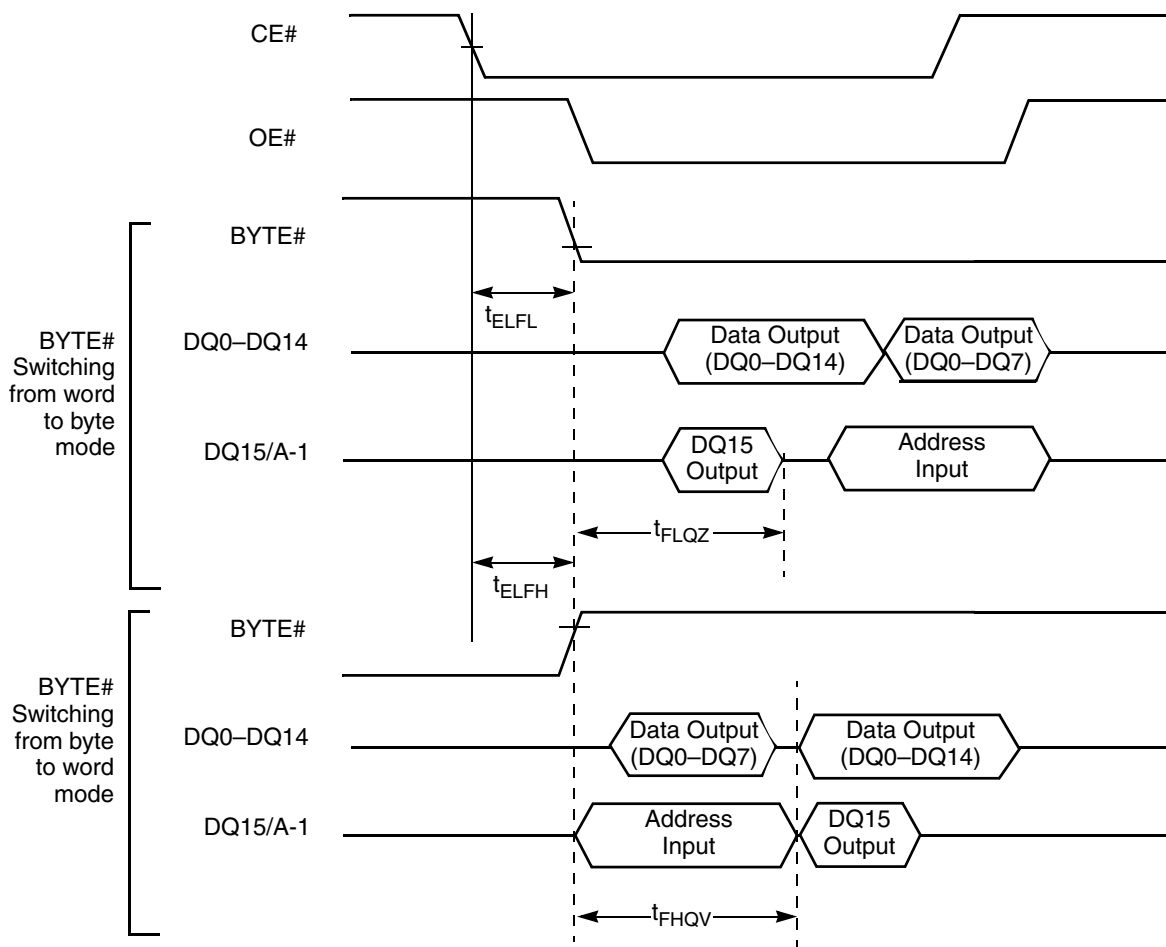 CE#
OE#
BYTE#
tELFL
BYTE#
Switching
from word
to byte
mode
DQ0–DQ14
Data Output
(DQ0–DQ14)
Data Output
(DQ0–DQ7)
DQ15/A-1
DQ15
Output
Address
Input
tFLQZ
tELFH
BYTE#
BYTE#
Switching
from byte
to word
mode
DQ0–DQ14
Data Output
(DQ0–DQ7)
Data Output
(DQ0–DQ14)
DQ15/A-1
Address
Input
DQ15
Output
tFHQV